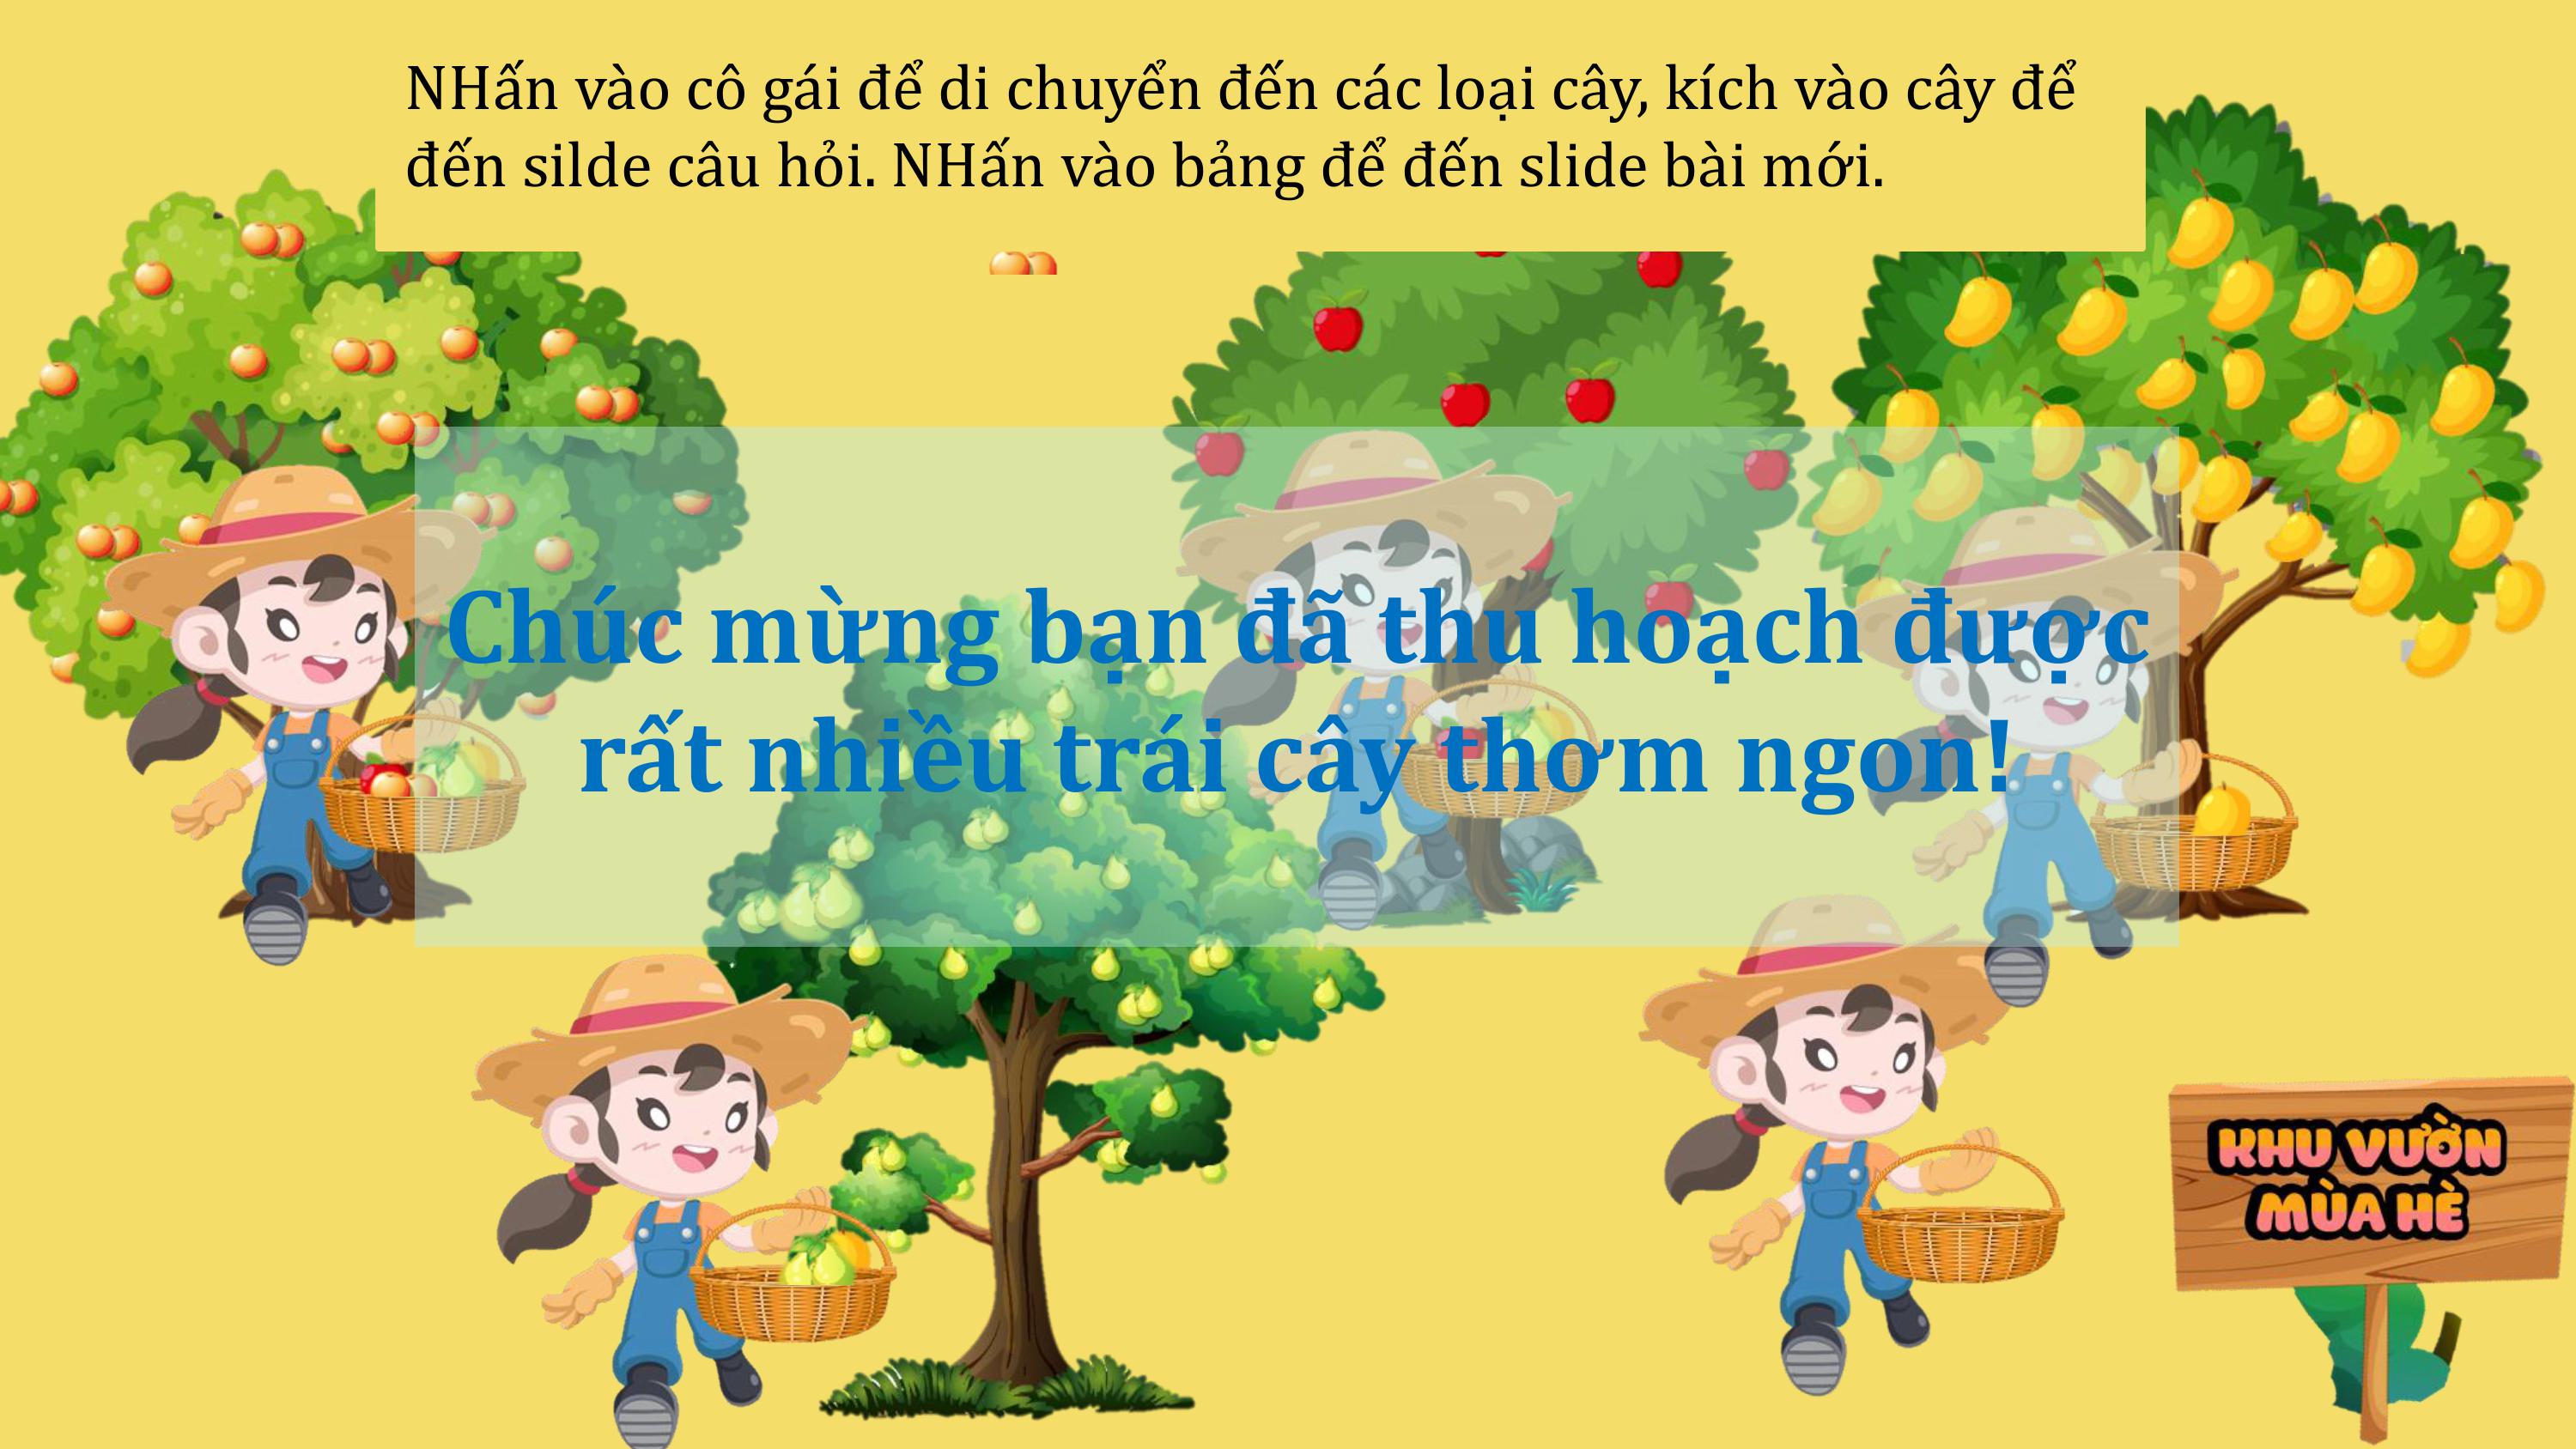 NHấn vào cô gái để di chuyển đến các loại cây, kích vào cây để
đến silde câu hỏi. NHấn vào bảng để đến slide bài mới.
Chúc mừng bạn đã thu hoạch được
rất nhiều trái cây thơm ngon!
KHU VƯỜN
MÙA HÈ